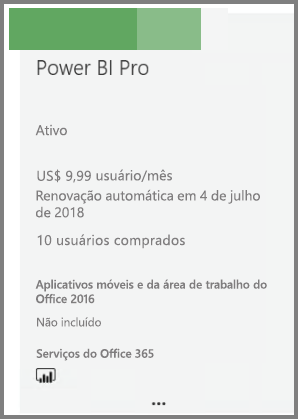 Power BI Pro
Ativo
US$ 9,99 usuário/mês
Renovação automática em 4 de julho
de 2018
10 usuários comprados
Aplicativos móveis e da área de trabalho do
Office 2016
Não incluído
Serviços do Office 365